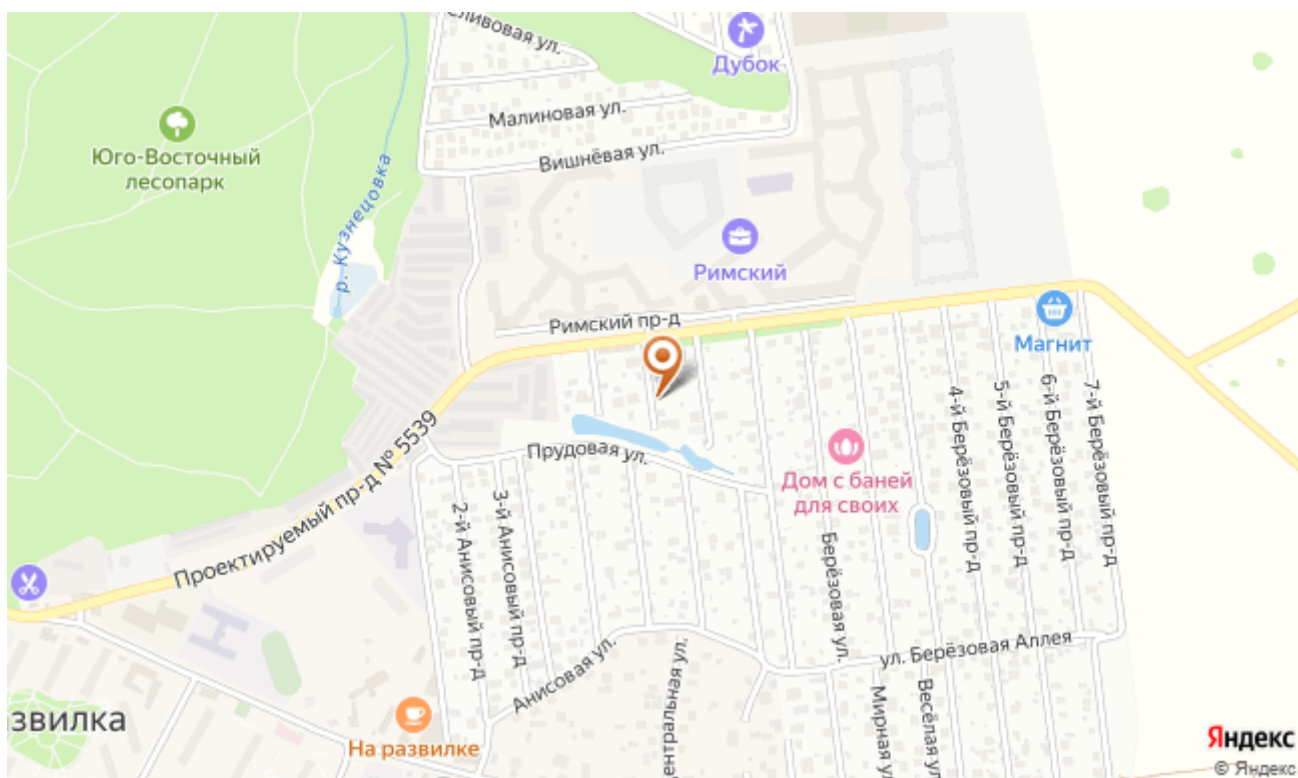 Сливовая ул.
Дубок
Малиновая ул.
Юго-Восточный
лесопарк
Вишнёвая ул.
р. Кузнецовка
Римский
Римский пр-д
Магнит
Проектируемый пр-д № 5539
Прудовая ул.
Дом с баней
для своих
4-й Берёзовый пр-д
5-й Берёзовый пр-д
6-й Берёзовый пр-д
7-й Берёзовый пр-д
2-й Анисовый пр-д
3-й Анисовый пр-д
Берёзовая ул.
Анисовая ул.
ул. Берёзовая Аллея
ентральная ул.
Мирная ул
Весёлая ул
звилка
На развилке
Яндекс
© Яндекс